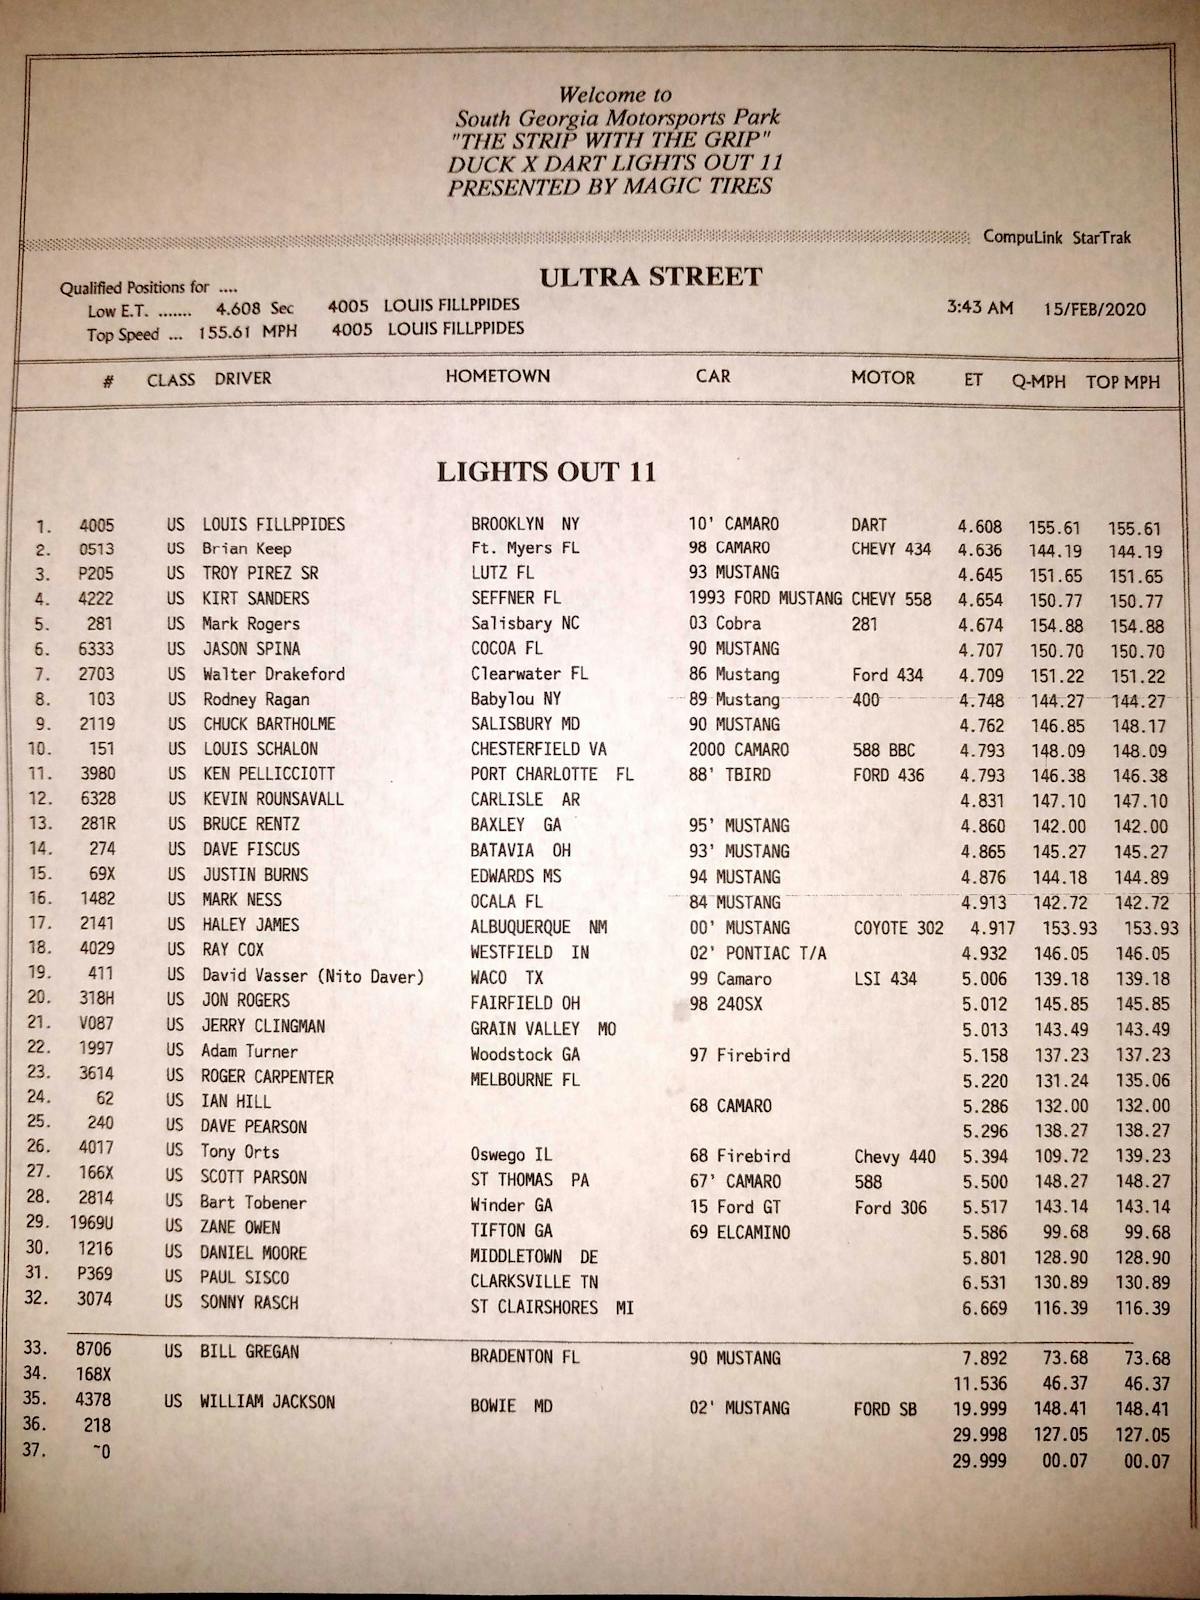 Welcome to
South Georgia Motorsports Park
"THE STRIP WITH THE GRIP"
DUCK X DART LIGHTS OUT 11
PRESENTED BY MAGIC TIRES
CompuLink StarTrak
ULTRA STREET
Qualified Positions for ....
Low E.T. ....... 4.608 Sec 4005 LOUIS FILLPPIDES 3:43 AM 15/FEB/2020
Top Speed ... 155.61 MPH 4005 LOUIS FILLPPIDES
# CLASS DRIVER HOMETOWN CAR MOTOR ET Q-MPH TOP MPH
LIGHTS OUT 11
1. 4005 US LOUIS FILLPPIDES BROOKLYN NY 10' CAMARO DART 4.608 155.61 155.61
2. 0513 US Brian Keep Ft. Myers FL 98 CAMARO CHEVY 434 4.636 144.19 144.19
3. P205 US TROY PIREZ SR LUTZ FL 93 MUSTANG 4.645 151.65 151.65
4. 4222 US KIRT SANDERS SEFFNER FL 1993 FORD MUSTANG CHEVY 558 4.654 150.77 150.77
5. 281 US Mark Rogers Salisbary NC 03 Cobra 281 4.674 154.88 154.88
6. 6333 US JASON SPINA COCOA FL 90 MUSTANG 4.707 150.70 150.70
7. 2703 US Walter Drakeford Clearwater FL 86 Mustang Ford 434 4.709 151.22 151.22
8. 103 US Rodney Ragan Babylou NY 89 Mustang 400 4.748 144.27 144.27
9. 2119 US CHUCK BARTHOLME SALISBURY MD 90 MUSTANG 4.762 146.85 148.17
10. 151 US LOUIS SCHALON CHESTERFIELD VA 2000 CAMARO 588 BBC 4.793 148.09 148.09
11. 3980 US KEN PELLICCIOTT PORT CHARLOTTE FL 88' TBIRD FORD 436 4.793 146.38 146.38
12. 6328 US KEVIN ROUNSAVALL CARLISLE AR 4.831 147.10 147.10
13. 281R US BRUCE RENTZ BAXLEY GA 95' MUSTANG 4.860 142.00 142.00
14. 274 US DAVE FISCUS BATAVIA OH 93' MUSTANG 4.865 145.27 145.27
15. 69X US JUSTIN BURNS EDWARDS MS 94 MUSTANG 4.876 144.18 144.89
16. 1482 US MARK NESS OCALA FL 84 MUSTANG 4.913 142.72 142.72
17. 2141 US HALEY JAMES ALBUQUERQUE NM 00' MUSTANG COYOTE 302 4.917 153.93 153.93
18. 4029 US RAY COX WESTFIELD IN 02' PONTIAC T/A 4.932 146.05 146.05
19. 411 US David Vasser (Nito Daver) WACO TX 99 Camaro LSI 434 5.006 139.18 139.18
20. 318H US JON ROGERS FAIRFIELD OH 98 240SX 5.012 145.85 145.85
21. V087 US JERRY CLINGMAN GRAIN VALLEY MO 5.013 143.49 143.49
22. 1997 US Adam Turner Woodstock GA 97 Firebird 5.158 137.23 137.23
23. 3614 US ROGER CARPENTER MELBOURNE FL 5.220 131.24 135.06
24. 62 US IAN HILL 68 CAMARO 5.286 132.00 132.00
25. 240 US DAVE PEARSON 5.296 138.27 138.27
26. 4017 US Tony Orts Oswego IL 68 Firebird Chevy 440 5.394 109.72 139.23
27. 166X US SCOTT PARSON ST THOMAS PA 67' CAMARO 588 5.500 148.27 148.27
28. 2814 US Bart Tobener Winder GA 15 Ford GT Ford 306 5.517 143.14 143.14
29. 1969U US ZANE OWEN TIFTON GA 69 ELCAMINO 5.586 99.68 99.68
30. 1216 US DANIEL MOORE MIDDLETOWN DE 5.801 128.90 128.90
31. P369 US PAUL SISCO CLARKSVILLE TN 6.531 130.89 130.89
32. 3074 US SONNY RASCH ST CLAIRSHORES MI 6.669 116.39 116.39
33. 8706 US BILL GREGAN BRADENTON FL 90 MUSTANG 7.892 73.68 73.68
34. 168X 11.536 46.37 46.37
35. 4378 US WILLIAM JACKSON BOWIE MD 02' MUSTANG FORD SB 19.999 148.41 148.41
36. 218 29.998 127.05 127.05
37. ~0 29.999 00.07 00.07